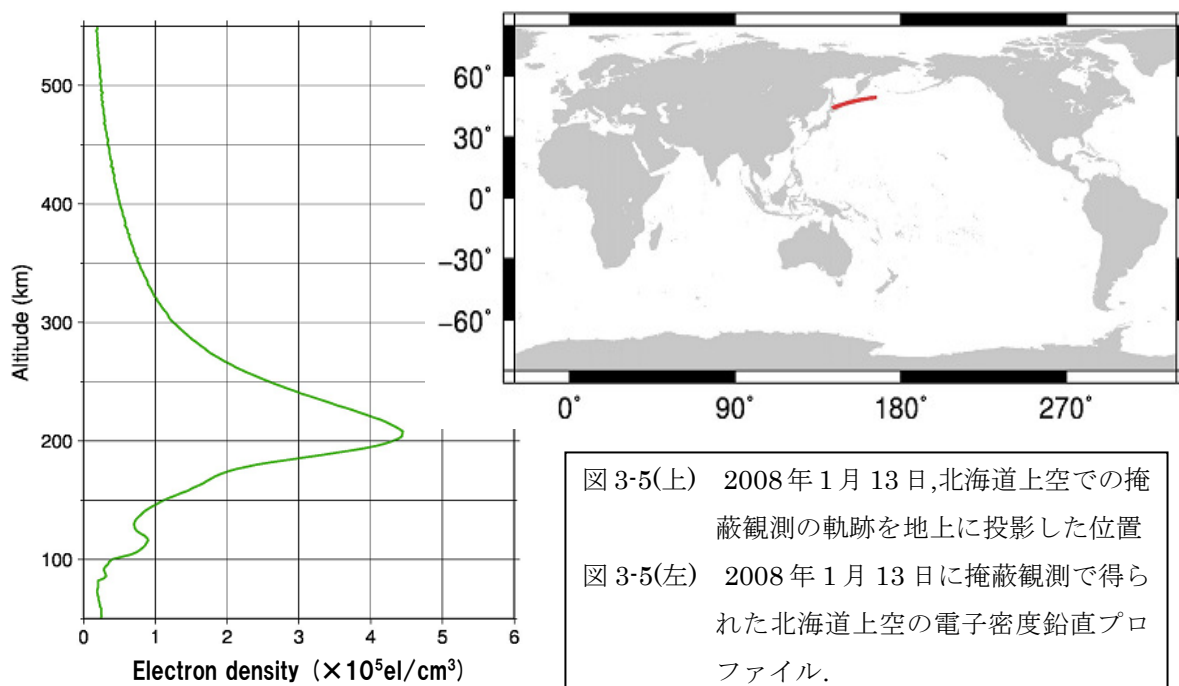 500
400
300
200
100
Altitude (km)
0 1 2 3 4 5 6
Electron density (×10⁵el/cm³)
60°
30°
0°
−30°
−60°
0° 90° 180° 270°
図 3-5(上) 2008 年 1 月 13 日,北海道上空での掩
蔽観測の軌跡を地上に投影した位置
図 3-5(左) 2008 年 1 月 13 日に掩蔽観測で得ら
れた北海道上空の電子密度鉛直プロ
ファイル.